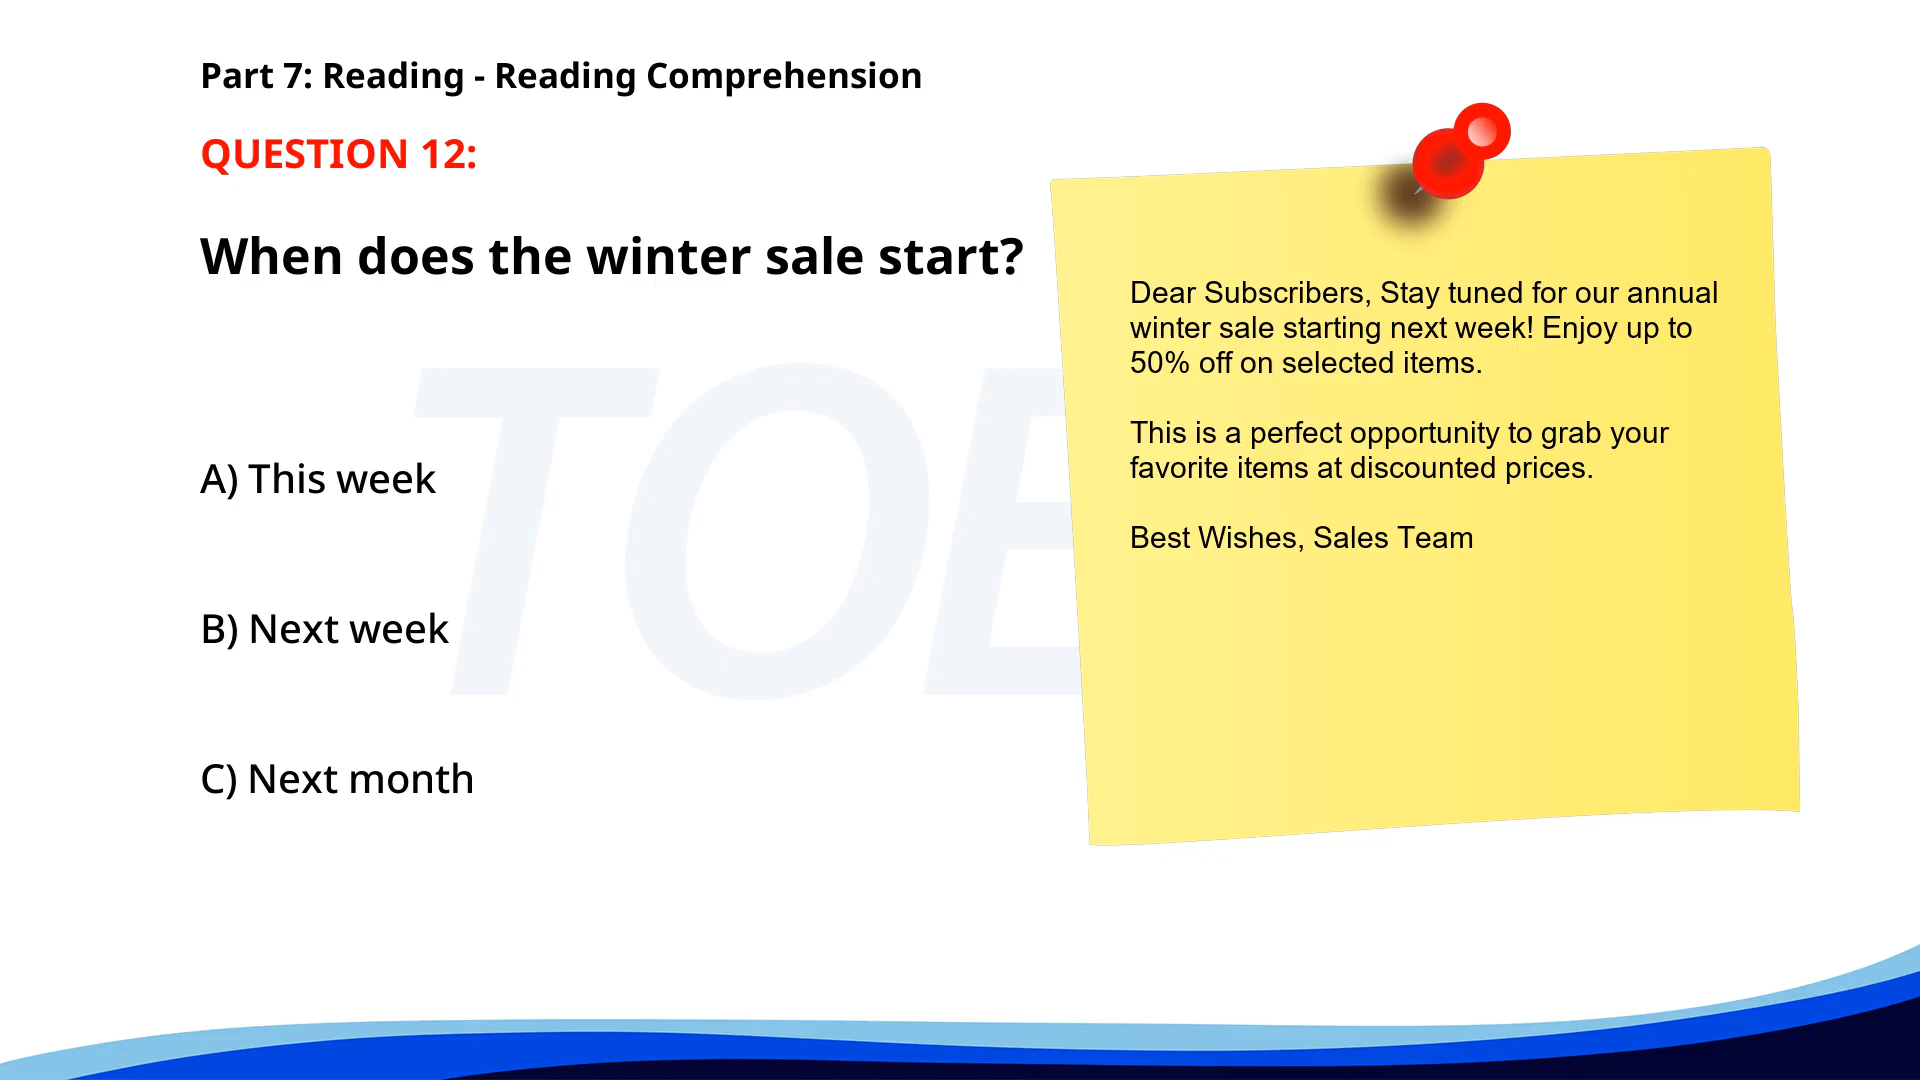 Part 7: Reading - Reading Comprehension
QUESTION 12:
When does the winter sale start?
A) This week
B) Next week
C) Next month
Dear Subscribers, Stay tuned for our annual
winter sale starting next week! Enjoy up to
50% off on selected items.
This is a perfect opportunity to grab your
favorite items at discounted prices.
Best Wishes, Sales Team
TOE